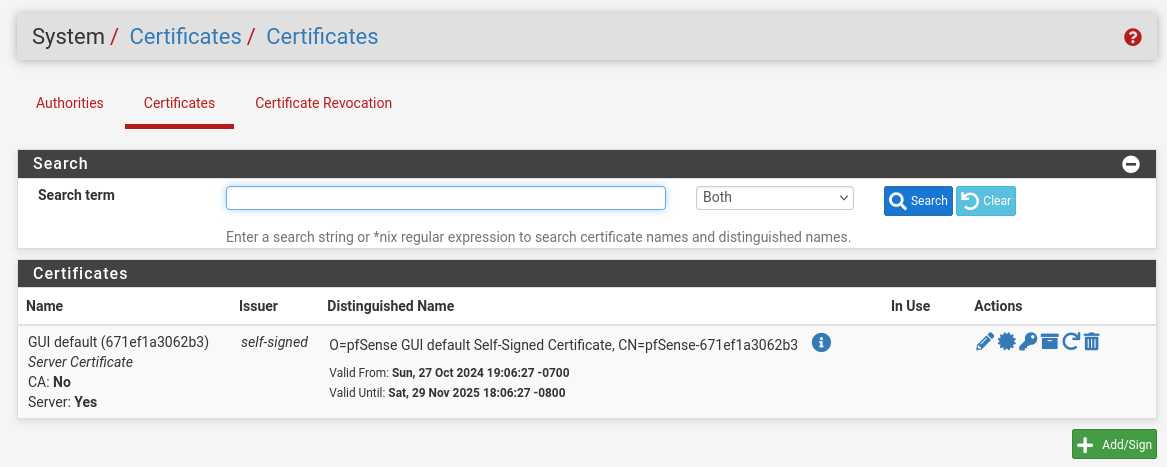 System / Certificates / Certificates
Authorities Certificates Certificate Revocation
Search
Search term Both Search Clear
Enter a search string or *nix regular expression to search certificate names and distinguished names.
Certificates
Name Issuer Distinguished Name In Use Actions
GUI default (671ef1a3062b3) self-signed O=pfSense GUI default Self-Signed Certificate, CN=pfSense-671ef1a3062b3
Server Certificate
CA: No
Server: Yes
Valid From: Sun, 27 Oct 2024 19:06:27 -0700
Valid Until: Sat, 29 Nov 2025 18:06:27 -0800
Add/Sign